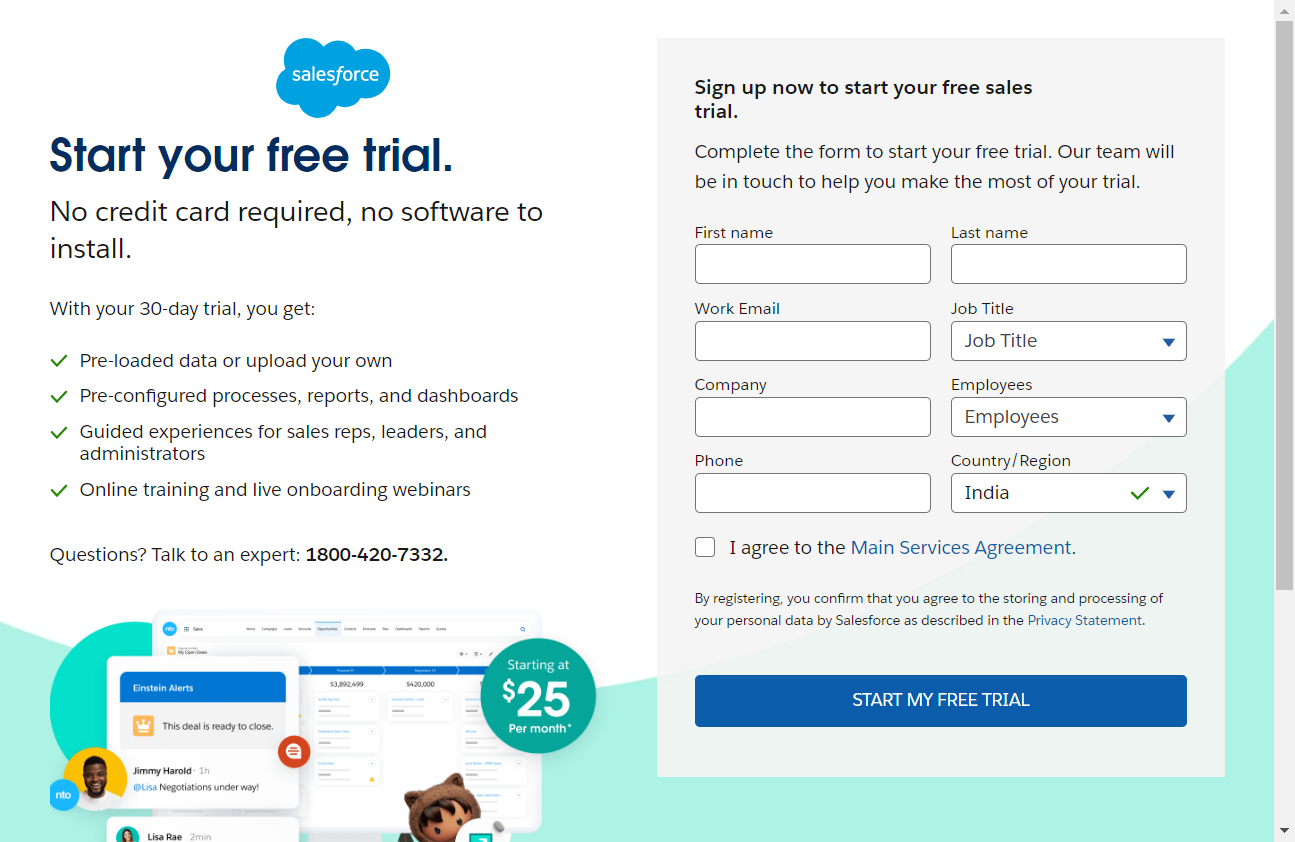 salesforce
Start your free trial.
No credit card required, no software to
install.
With your 30-day trial, you get:
Pre-loaded data or upload your own
Pre-configured processes, reports, and dashboards
Guided experiences for sales reps, leaders, and
administrators
Online training and live onboarding webinars
Questions? Talk to an expert: 1800-420-7332.
nto
Sales
Home Campaigns Leads Accounts Opportunities
Dashboards Reports Quotes
My Open Deals
$3,892,499
$420,000
Einstein Alerts
This deal is ready to close.
Jimmy Harold · 1h
@Lisa Negotiations under way!
nto
Lisa Rae 2min
Starting at
$25
Per month*
Sign up now to start your free sales
trial.
Complete the form to start your free trial. Our team will
be in touch to help you make the most of your trial.
First name
Last name
Work Email
Job Title
Job Title
Company
Employees
Employees
Phone
Country/Region
India
I agree to the Main Services Agreement.
By registering, you confirm that you agree to the storing and processing of
your personal data by Salesforce as described in the Privacy Statement.
START MY FREE TRIAL